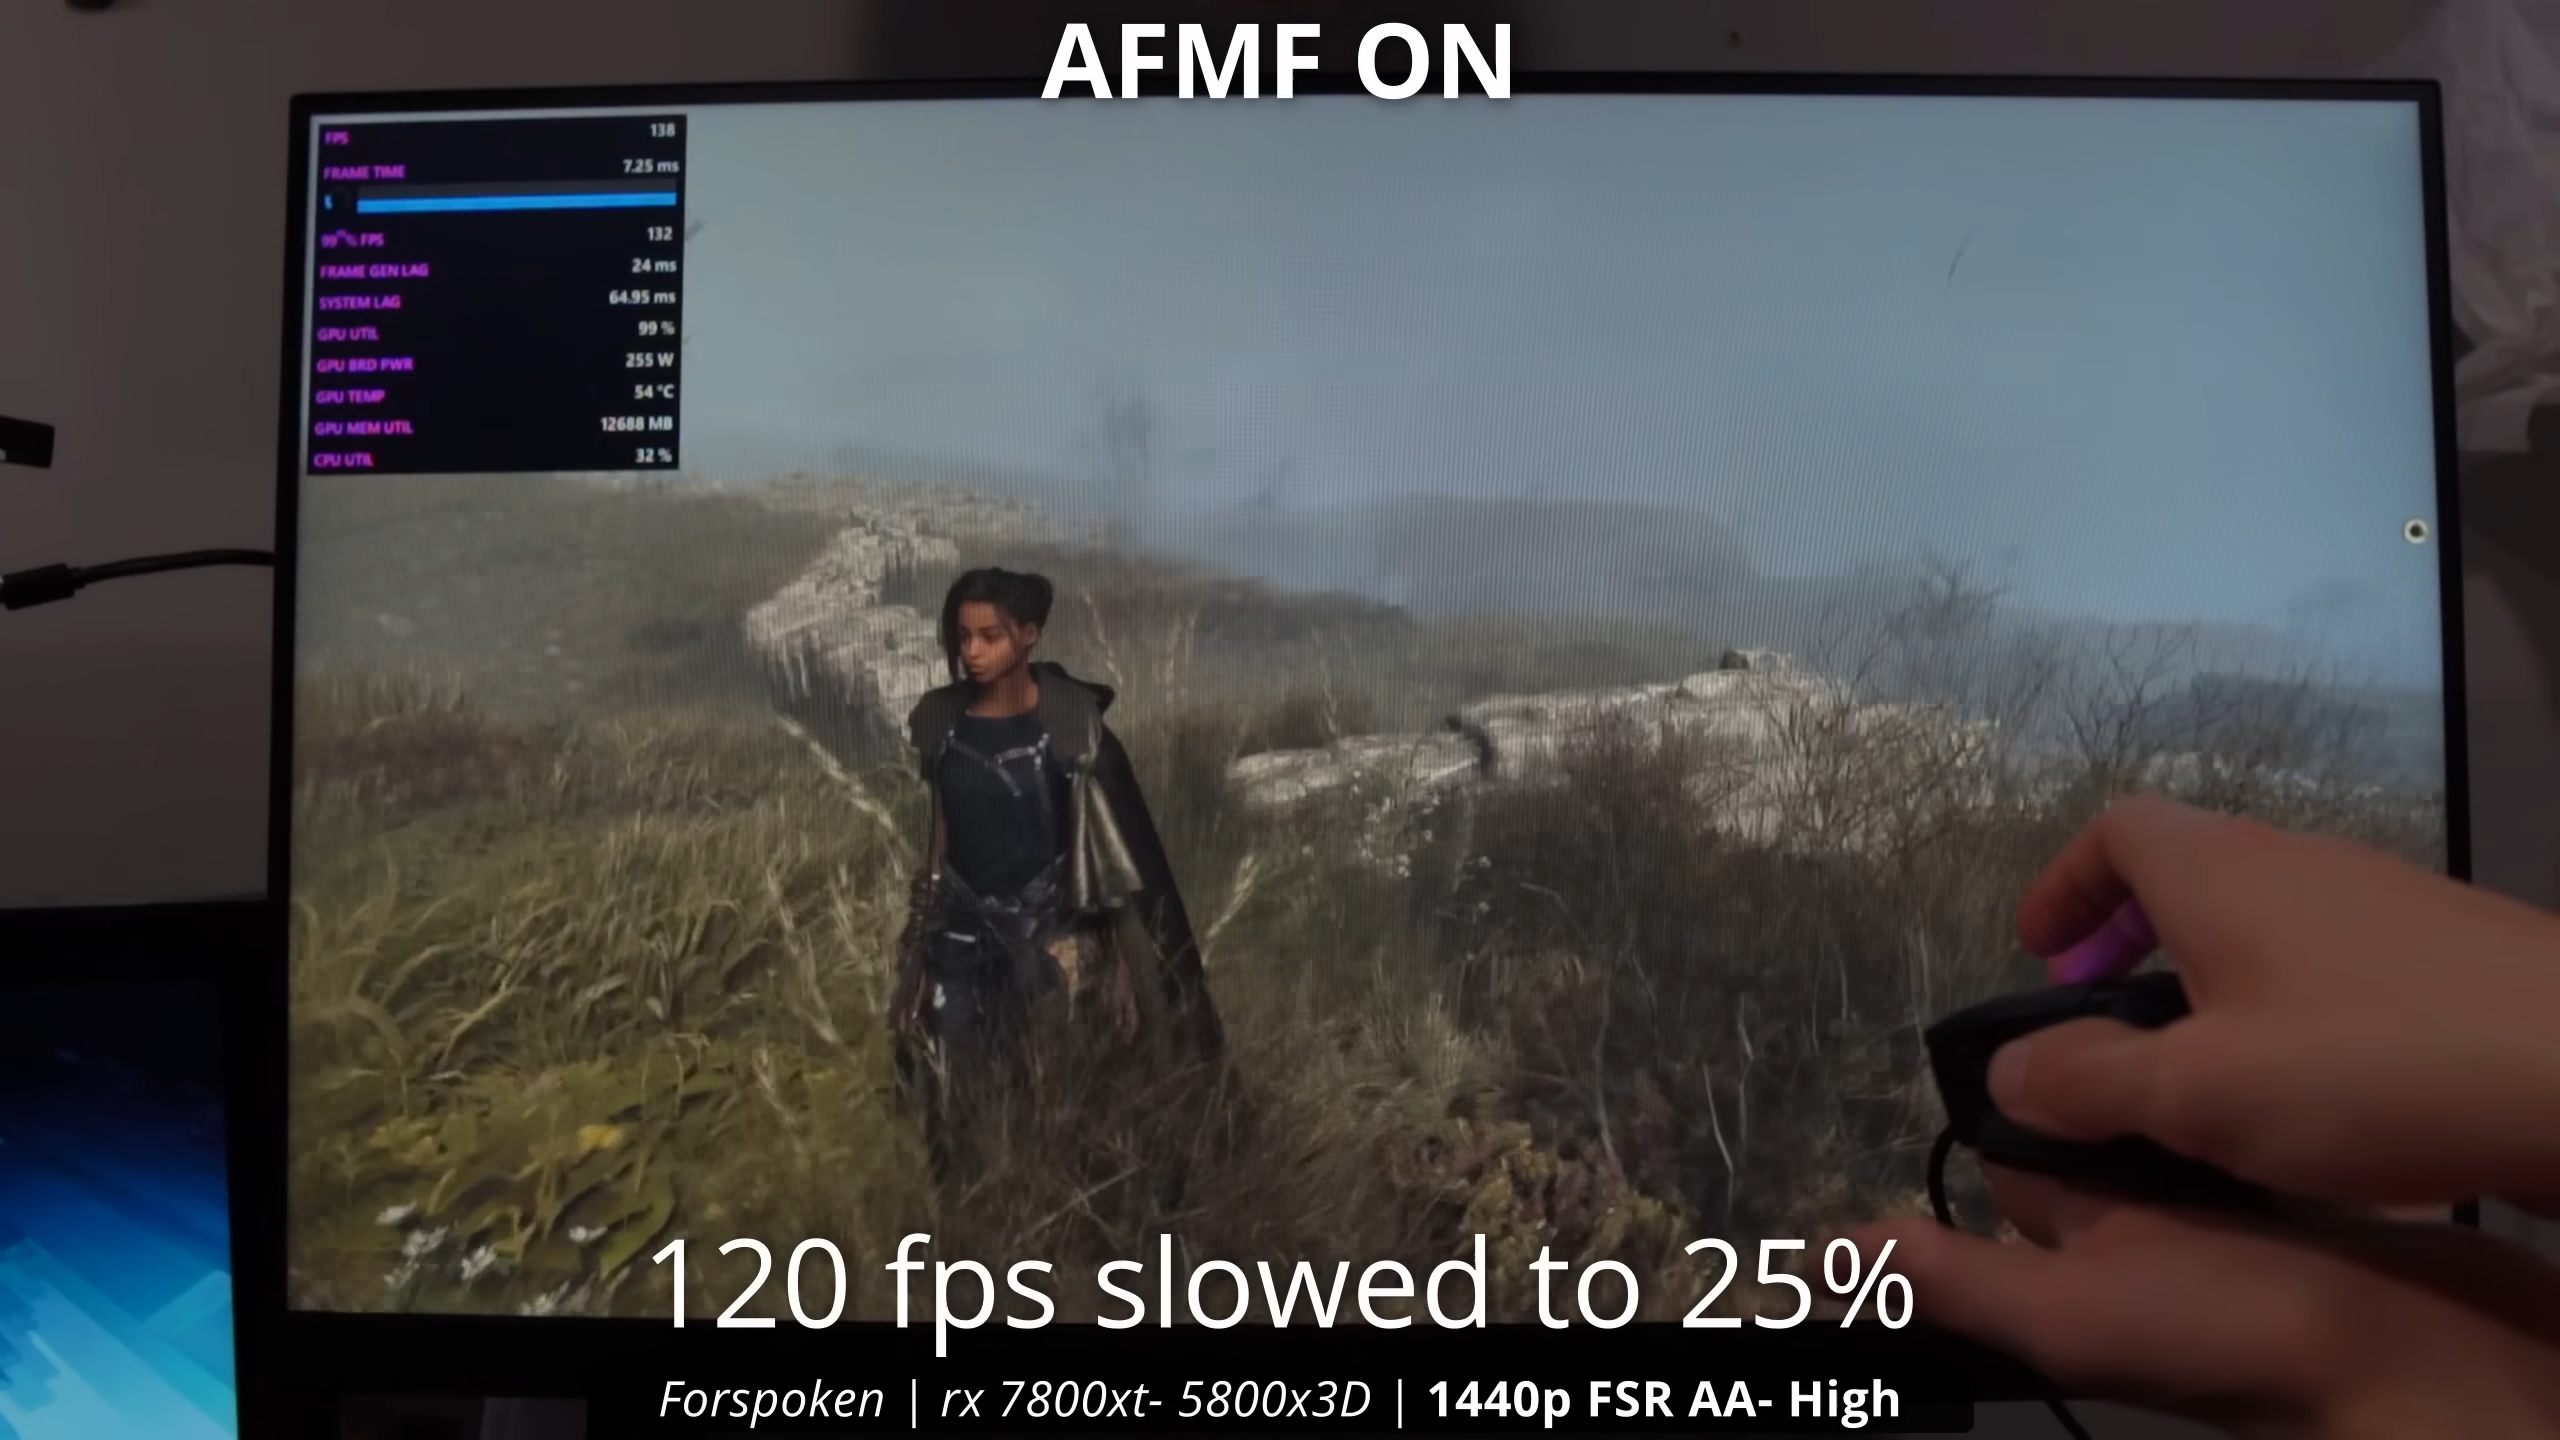 AFMF ON
FPS 138
FRAME TIME 7.25 ms
99th% FPS 132
FRAME GEN LAG 24 ms
SYSTEM LAG 64.95 ms
GPU UTIL 99 %
GPU BRD PWR 255 W
GPU TEMP 54 °C
GPU MEM UTIL 12688 MB
CPU UTIL 32 %
120 fps slowed to 25%
Forspoken | rx 7800xt- 5800x3D | 1440p FSR AA- High